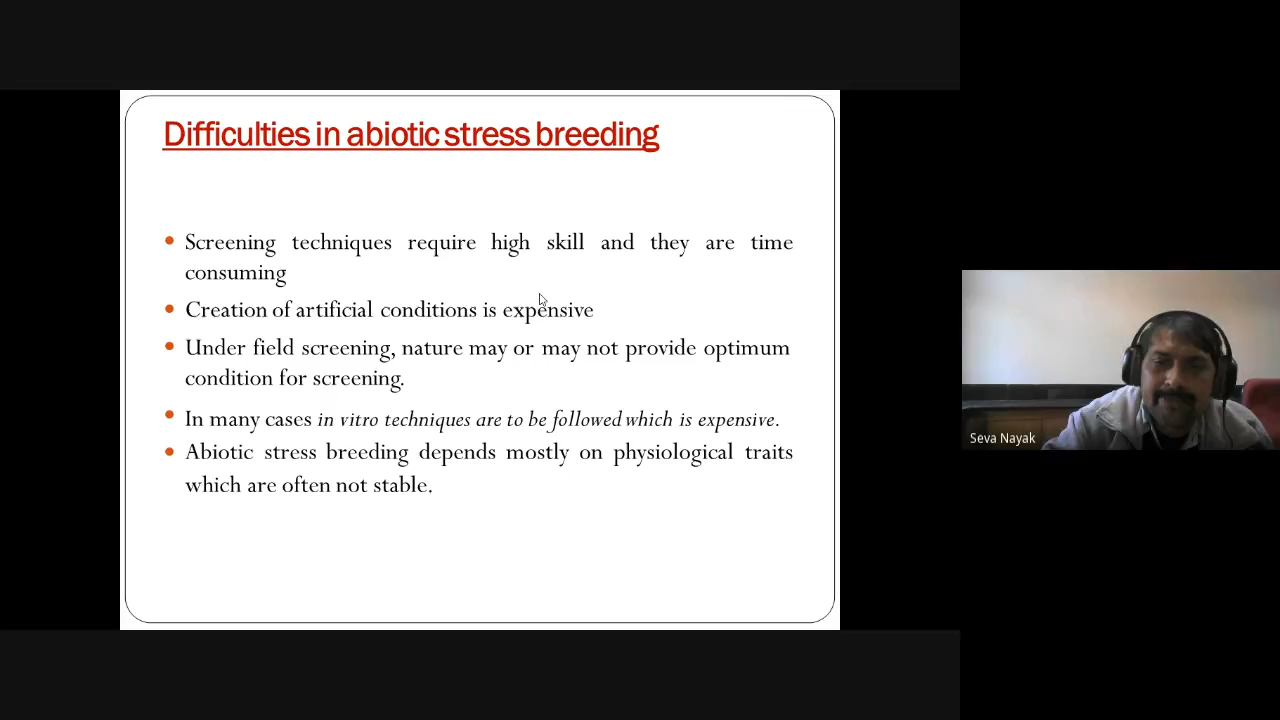 Difficulties in abiotic stress breeding
• Screening techniques require high skill and they are time
consuming
• Creation of artificial conditions is expensive
• Under field screening, nature may or may not provide optimum
condition for screening.
• In many cases in vitro techniques are to be followed which is expensive.
• Abiotic stress breeding depends mostly on physiological traits
which are often not stable.
Seva Nayak